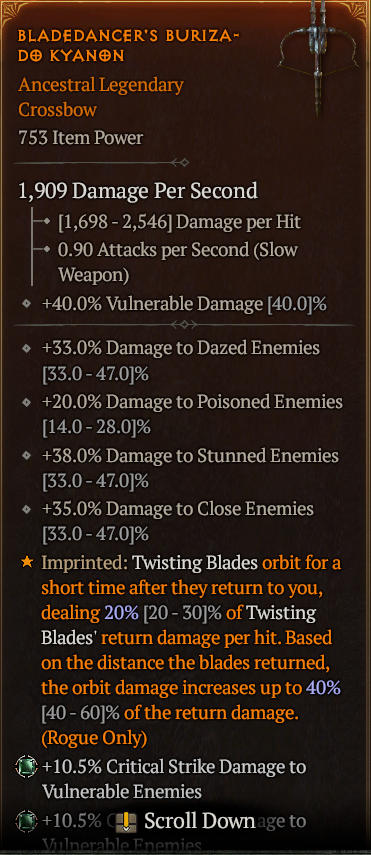 BLADEDANCER'S BURIZA-
DO KYANON
Ancestral Legendary
Crossbow
753 Item Power
1,909 Damage Per Second
[1,698 - 2,546] Damage per Hit
0.90 Attacks per Second (Slow
Weapon)
+40.0% Vulnerable Damage [40.0]%
+33.0% Damage to Dazed Enemies
[33.0 - 47.0]%
+20.0% Damage to Poisoned Enemies
[14.0 - 28.0]%
+38.0% Damage to Stunned Enemies
[33.0 - 47.0]%
+35.0% Damage to Close Enemies
[33.0 - 47.0]%
Imprinted: Twisting Blades orbit for a
short time after they return to you,
dealing 20% [20 - 30]% of Twisting
Blades' return damage per hit. Based
on the distance the blades returned,
the orbit damage increases up to 40%
[40 - 60]% of the return damage.
(Rogue Only)
+10.5% Critical Strike Damage to
Vulnerable Enemies
+10.5% Scroll Down to
Vulnerable Enemies